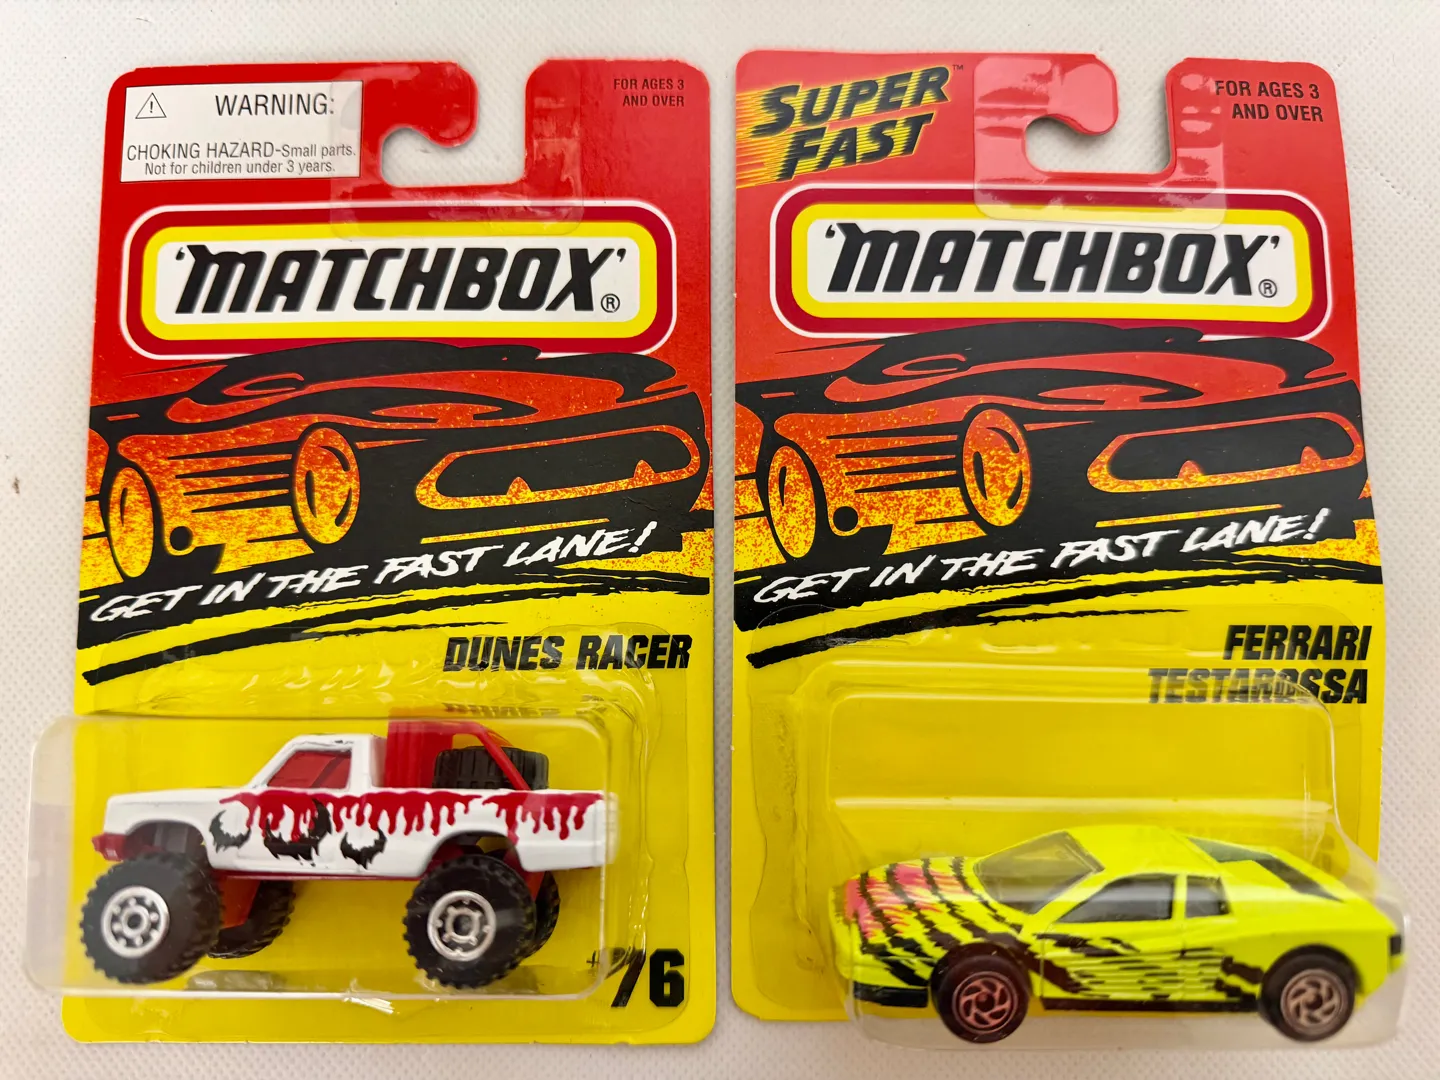 WARNING:
CHOKING HAZARD-Small parts.
Not for children under 3 years.
FOR AGES 3
AND OVER
'MATCHBOX'®
GET IN THE FAST LANE!
DUNES RACER
#76
SUPER
FAST™
FOR AGES 3
AND OVER
'MATCHBOX'®
GET IN THE FAST LANE!
FERRARI
TESTAROSSA